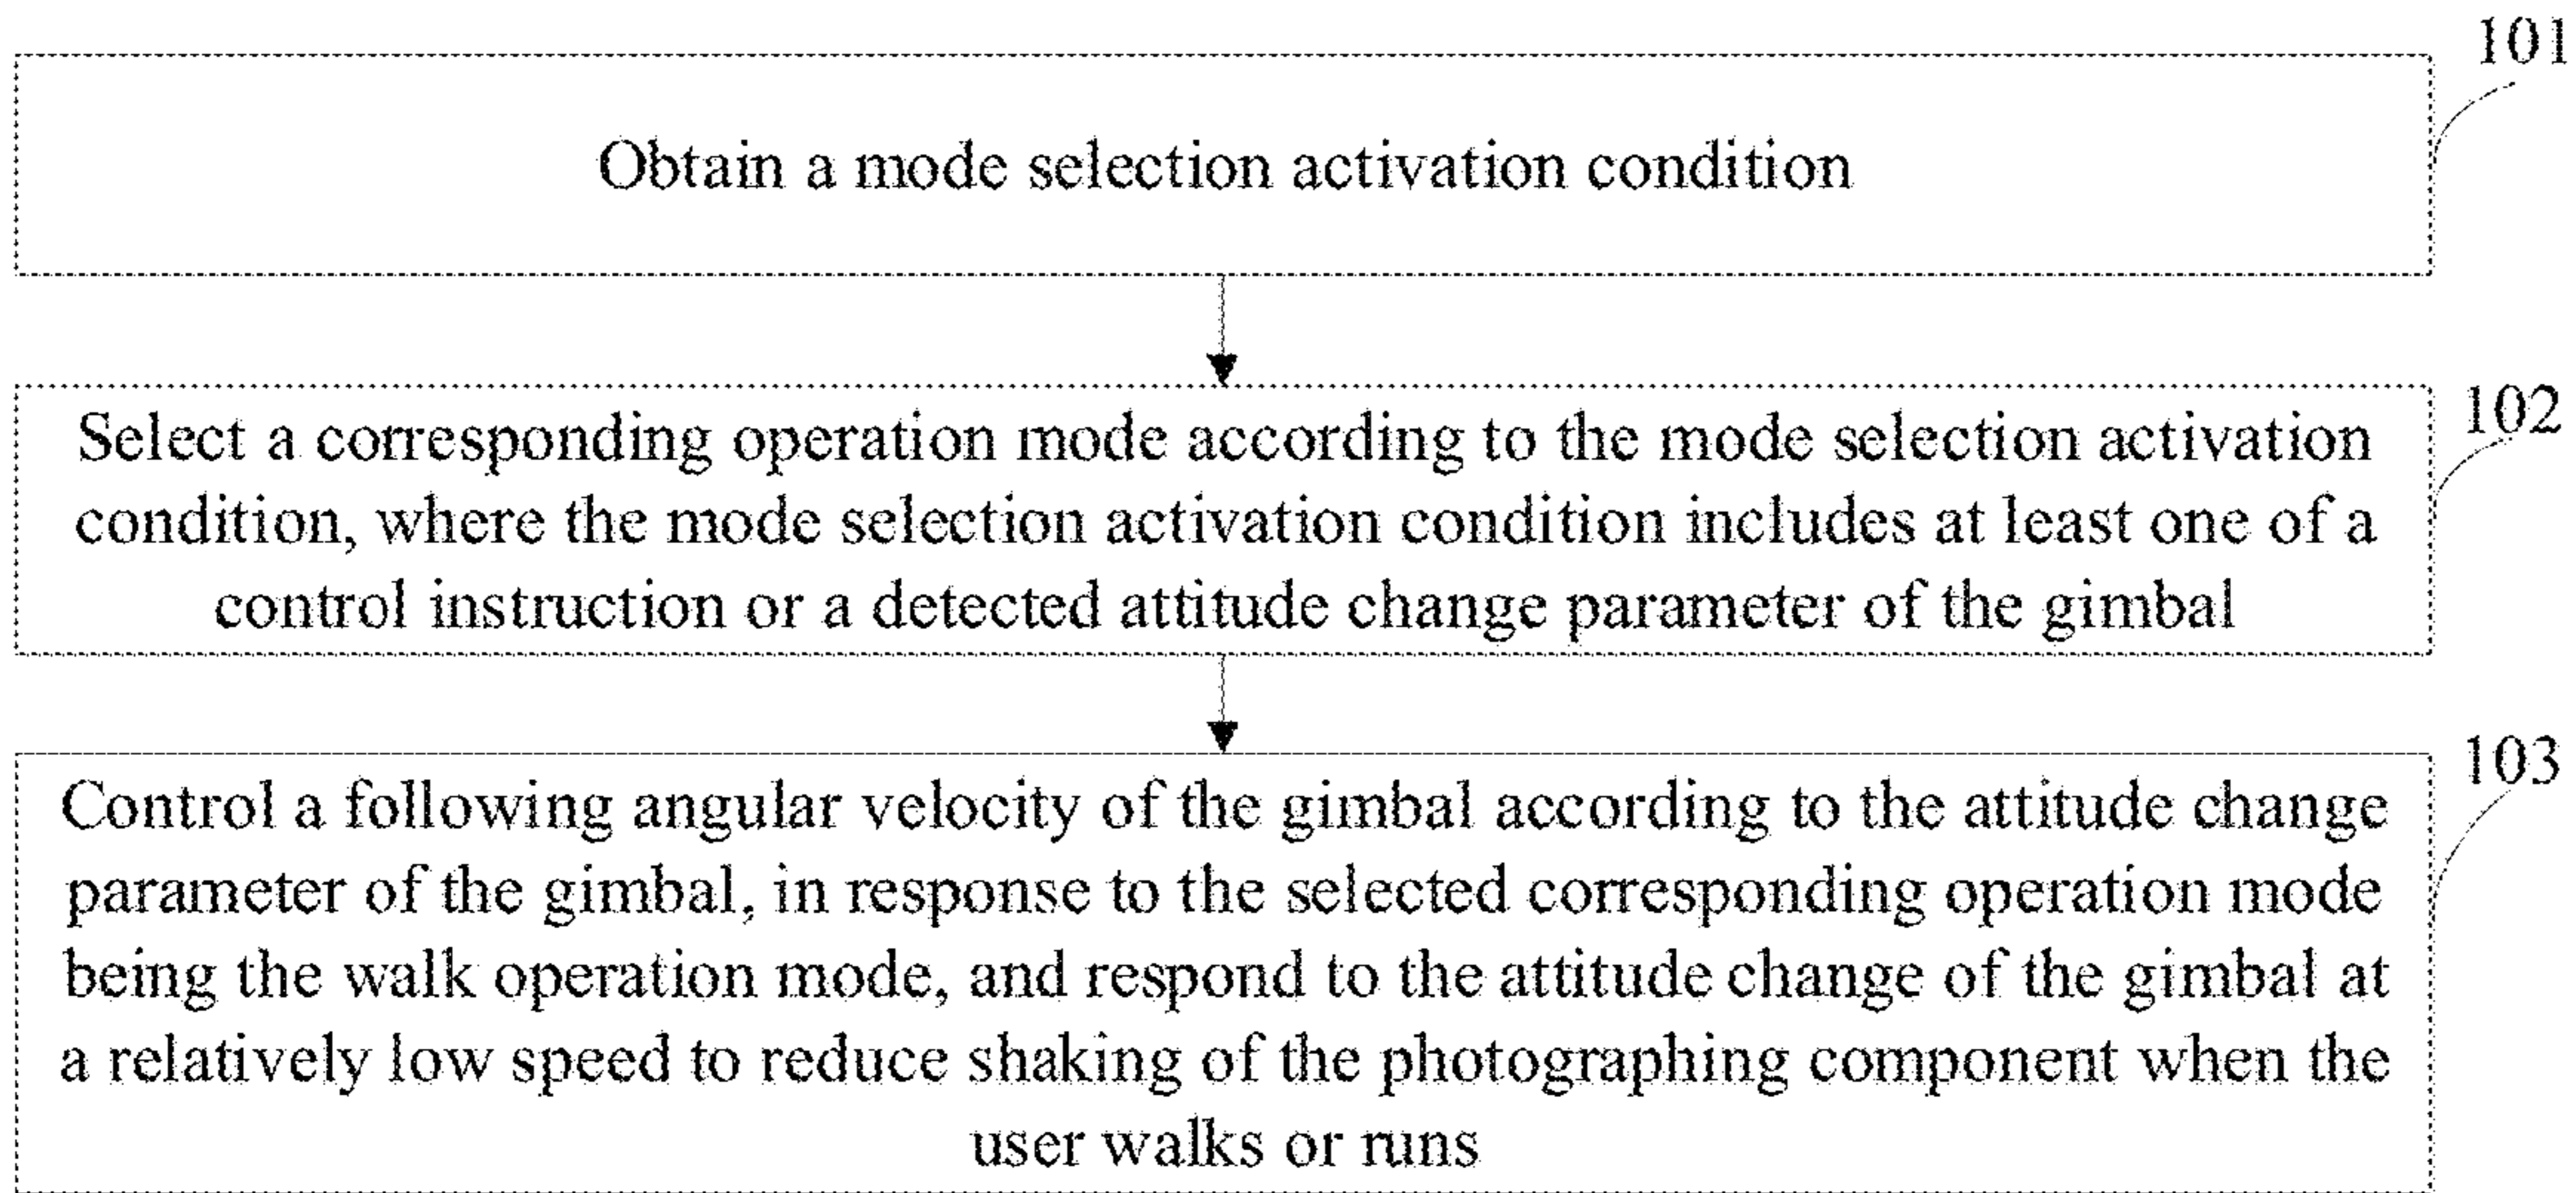 101
Obtain a mode selection activation condition
102
Select a corresponding operation mode according to the mode selection activation
condition, where the mode selection activation condition includes at least one of a
control instruction or a detected attitude change parameter of the gimbal
103
Control a following angular velocity of the gimbal according to the attitude change
parameter of the gimbal, in response to the selected corresponding operation mode
being the walk operation mode, and respond to the attitude change of the gimbal at
a relatively low speed to reduce shaking of the photographing component when the
user walks or runs